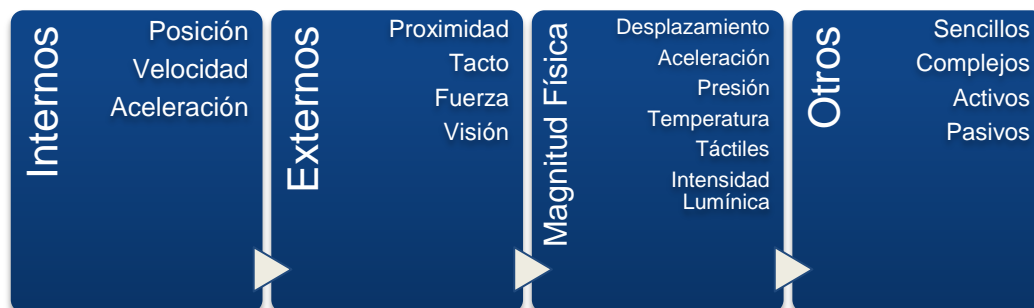 Internos
Posición
Velocidad
Aceleración
Externos
Proximidad
Tacto
Fuerza
Visión
Magnitud Física
Desplazamiento
Aceleración
Presión
Temperatura
Táctiles
Intensidad
Lumínica
Otros
Sencillos
Complejos
Activos
Pasivos